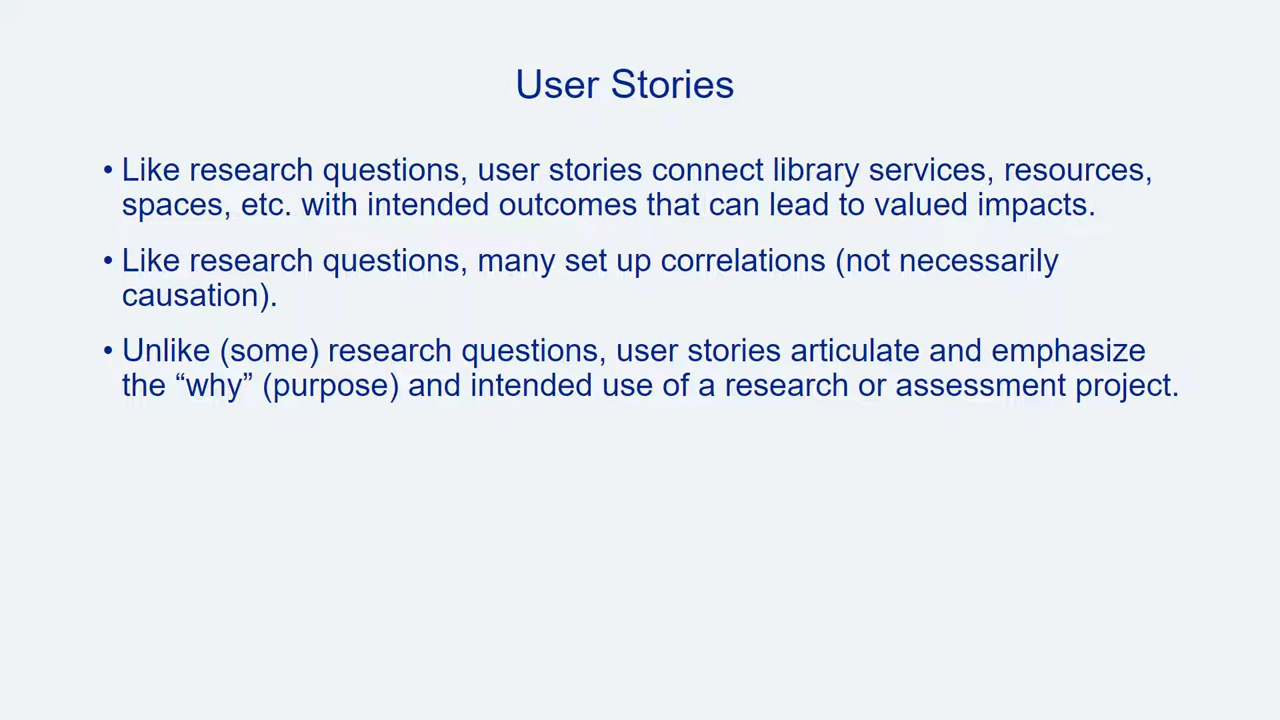 User Stories
• Like research questions, user stories connect library services, resources,
spaces, etc. with intended outcomes that can lead to valued impacts.
• Like research questions, many set up correlations (not necessarily
causation).
• Unlike (some) research questions, user stories articulate and emphasize
the “why” (purpose) and intended use of a research or assessment project.